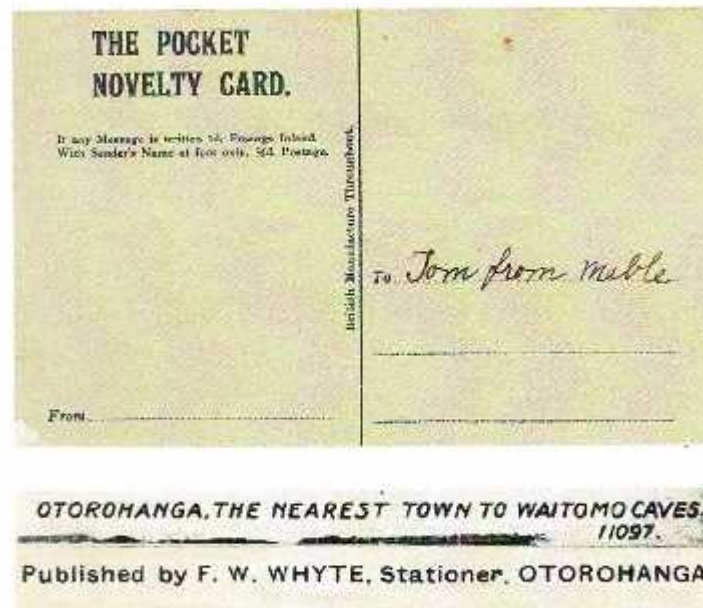 THE POCKET
NOVELTY CARD.
If any Message is written 1d. Postage Inland.
With Sender's Name at foot only, ½d. Postage.
British Manufacture Throughout.
To Tom from Mible
From
OTOROHANGA, THE NEAREST TOWN TO WAITOMO CAVES.
11097.
Published by F. W. WHYTE, Stationer, OTOROHANGA